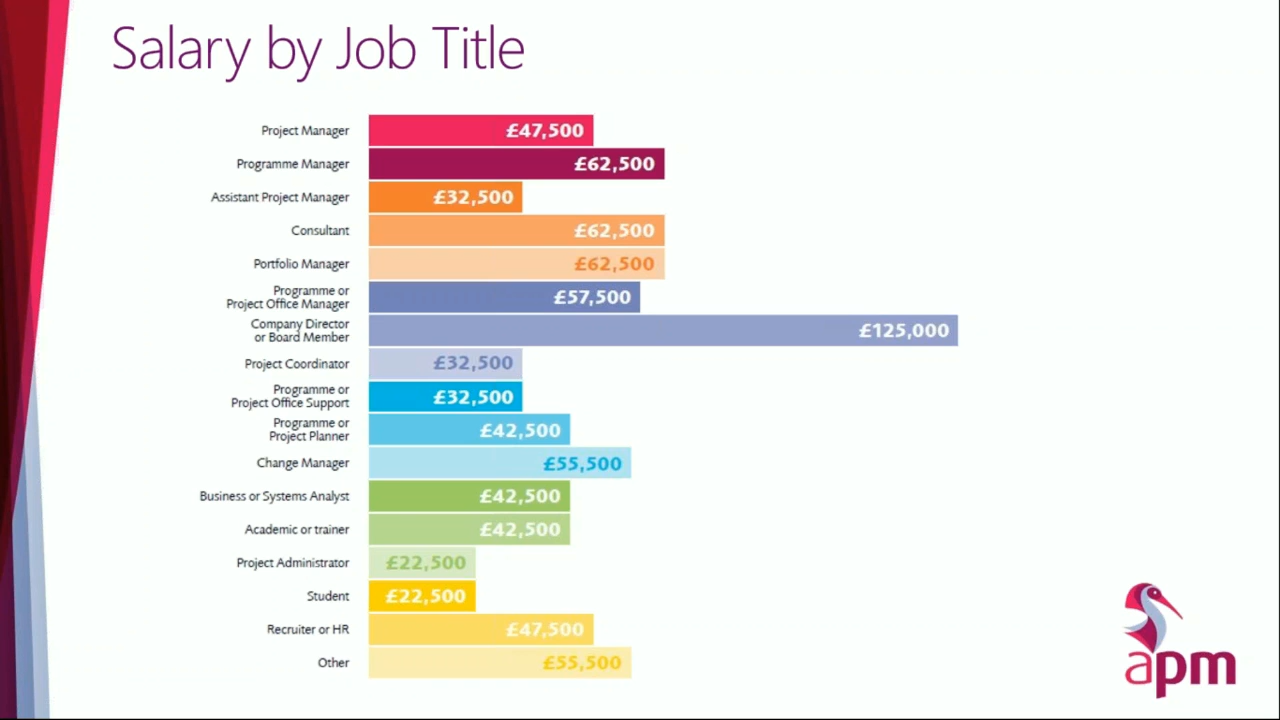 Salary by Job Title
Project Manager £47,500
Programme Manager £62,500
Assistant Project Manager £32,500
Consultant £62,500
Portfolio Manager £62,500
Programme or
Project Office Manager £57,500
Company Director
or Board Member £125,000
Project Coordinator £32,500
Programme or
Project Office Support £32,500
Programme or
Project Planner £42,500
Change Manager £55,500
Business or Systems Analyst £42,500
Academic or trainer £42,500
Project Administrator £22,500
Student £22,500
Recruiter or HR £47,500
Other £55,500
apm